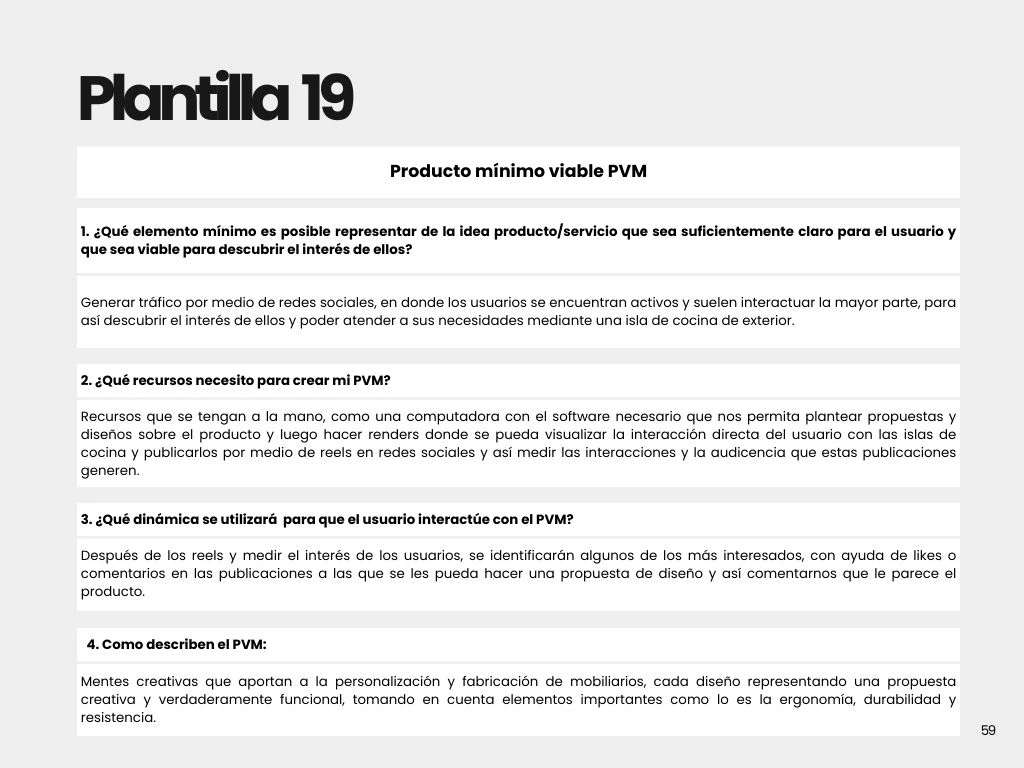 Plantilla 19
Producto mínimo viable PVM
1. ¿Qué elemento mínimo es posible representar de la idea producto/servicio que sea suficientemente claro para el usuario y
que sea viable para descubrir el interés de ellos?
Generar tráfico por medio de redes sociales, en donde los usuarios se encuentran activos y suelen interactuar la mayor parte, para
así descubrir el interés de ellos y poder atender a sus necesidades mediante una isla de cocina de exterior.
2. ¿Qué recursos necesito para crear mi PVM?
Recursos que se tengan a la mano, como una computadora con el software necesario que nos permita plantear propuestas y
diseños sobre el producto y luego hacer renders donde se pueda visualizar la interacción directa del usuario con las islas de
cocina y publicarlos por medio de reels en redes sociales y así medir las interacciones y la audicencia que estas publicaciones
generen.
3. ¿Qué dinámica se utilizará  para que el usuario interactúe con el PVM?
Después de los reels y medir el interés de los usuarios, se identificarán algunos de los más interesados, con ayuda de likes o
comentarios en las publicaciones a las que se les pueda hacer una propuesta de diseño y así comentarnos que le parece el
producto.
4. Como describen el PVM:
Mentes creativas que aportan a la personalización y fabricación de mobiliarios, cada diseño representando una propuesta
creativa y verdaderamente funcional, tomando en cuenta elementos importantes como lo es la ergonomía, durabilidad y
resistencia.
59